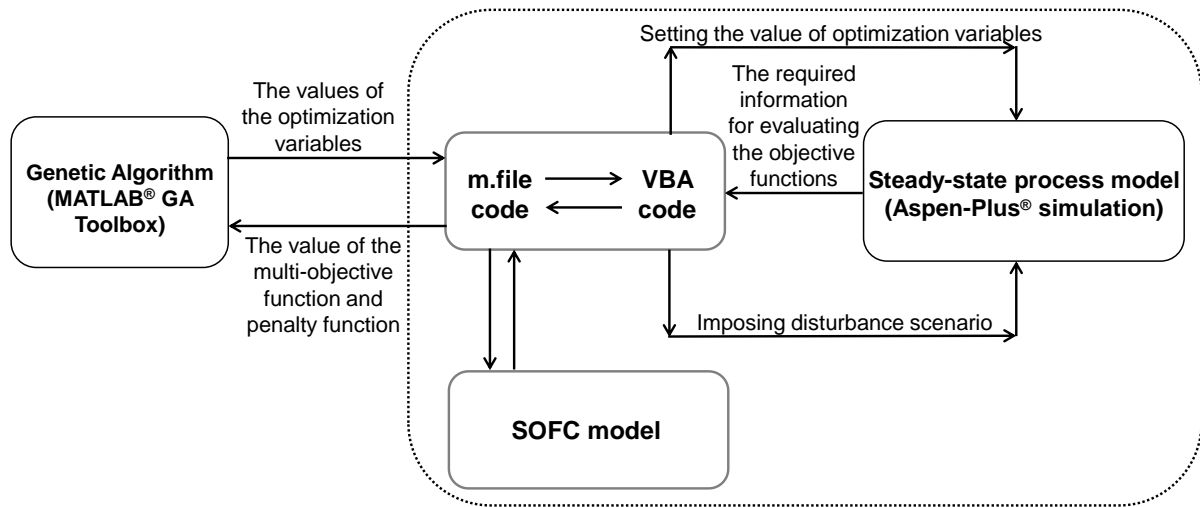 Setting the value of optimization variables
The values of
the optimization
variables
The required
information
for evaluating
the objective
functions
Genetic Algorithm
(MATLAB® GA
Toolbox)
m.file
code
VBA
code
Steady-state process model
(Aspen-Plus® simulation)
The value of the
multi-objective
function and
penalty function
Imposing disturbance scenario
SOFC model